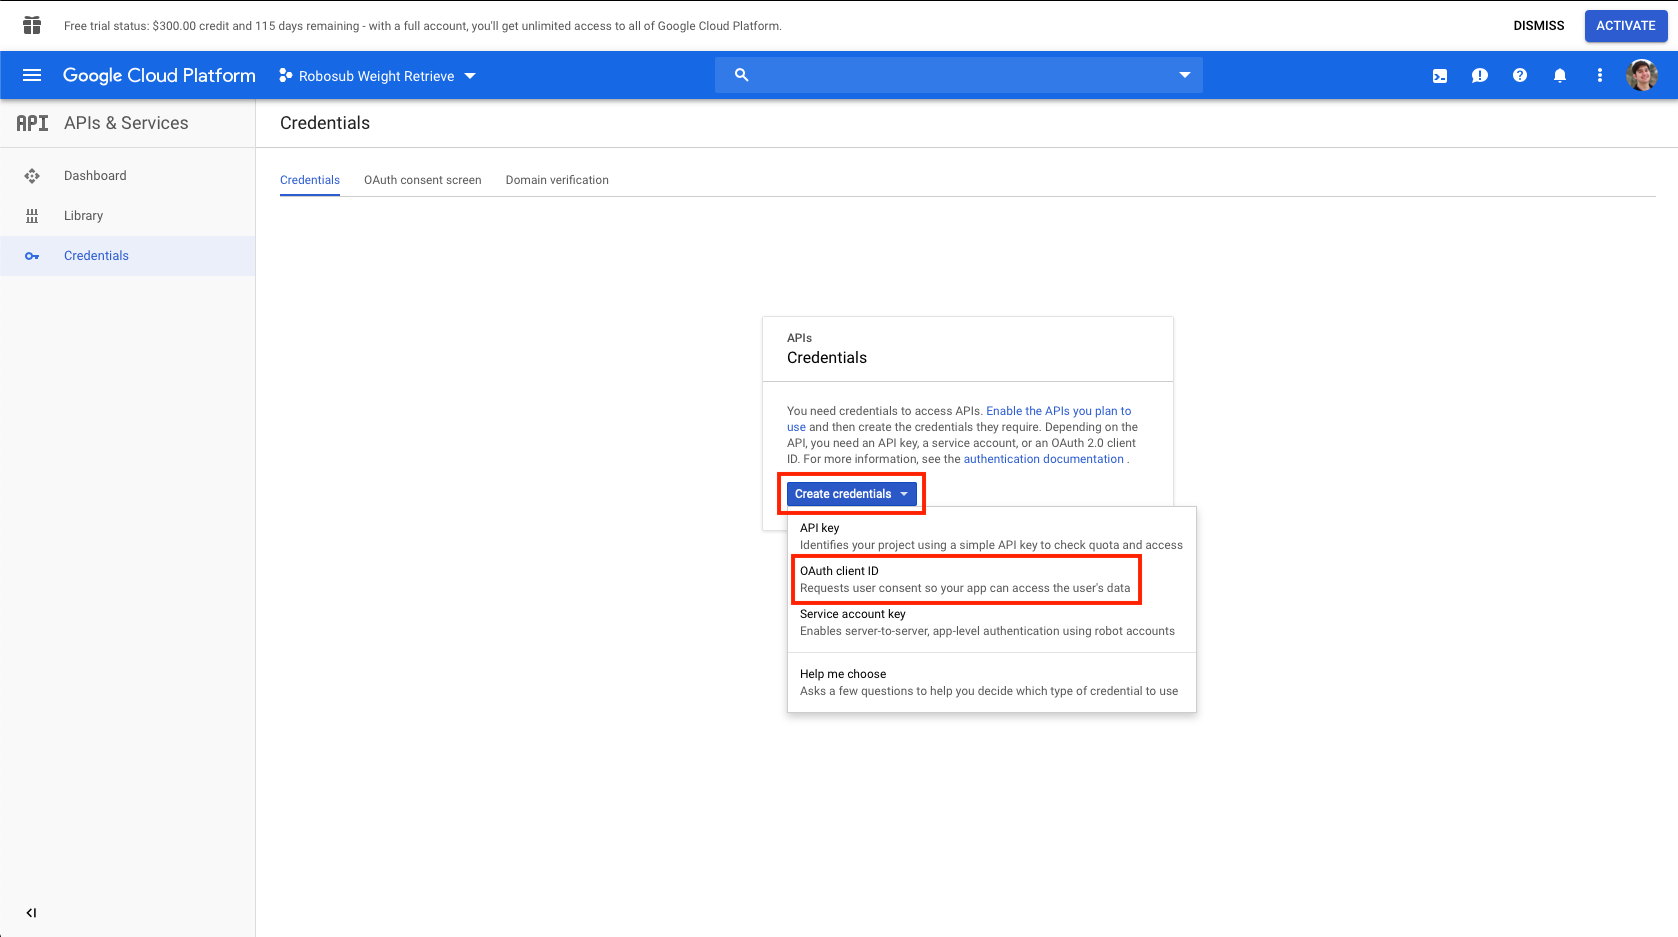 Free trial status: $300.00 credit and 115 days remaining - with a full account, you'll get unlimited access to all of Google Cloud Platform.
DISMISS
ACTIVATE
Google Cloud Platform
Robosub Weight Retrieve
API
APIs & Services
Credentials
Dashboard
Library
Credentials
Credentials
OAuth consent screen
Domain verification
APIs
Credentials
You need credentials to access APIs. Enable the APIs you plan to
use and then create the credentials they require. Depending on the
API, you need an API key, a service account, or an OAuth 2.0 client
ID. For more information, see the authentication documentation .
Create credentials
API key
Identifies your project using a simple API key to check quota and access
OAuth client ID
Requests user consent so your app can access the user's data
Service account key
Enables server-to-server, app-level authentication using robot accounts
Help me choose
Asks a few questions to help you decide which type of credential to use